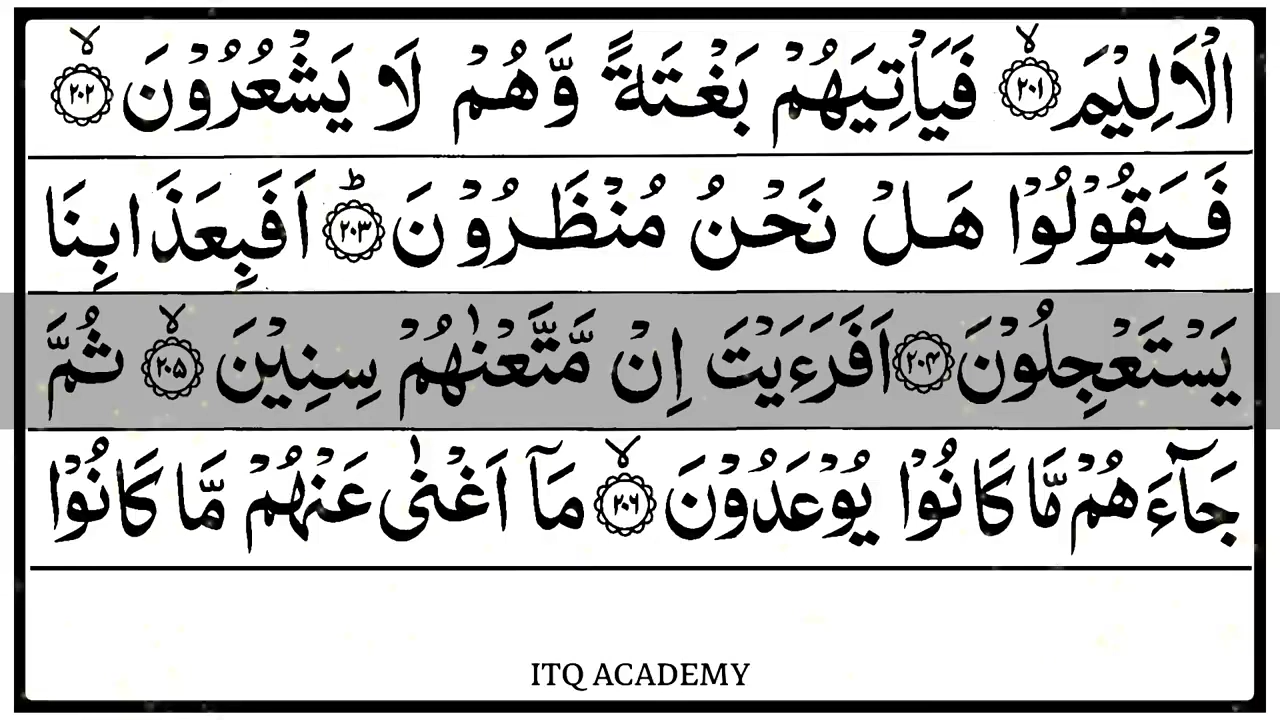 الْاَلِيْمَ ۙ‏﴿۲۰۱﴾ فَيَاْتِيَهُمْ بَغْتَةً وَّهُمْ لَا يَشْعُرُوْنَ ۙ‏﴿۲۰۲﴾
فَيَقُوْلُوْا هَلْ نَحْنُ مُنْظَرُوْنَ ؕ‏﴿۲۰۳﴾ اَفَبِعَذَابِنَا
يَسْتَعْجِلُوْنَ ﴿۲۰۴﴾ اَفَرَءَيْتَ اِنْ مَّتَّعْنٰهُمْ سِنِيْنَ ۙ‏﴿۲۰۵﴾ ثُمَّ
جَآءَهُمْ مَّا كَانُوْا يُوْعَدُوْنَ ۙ‏﴿۲۰۶﴾ مَاۤ اَغْنٰى عَنْهُمْ مَّا كَانُوْا
ITQ ACADEMY